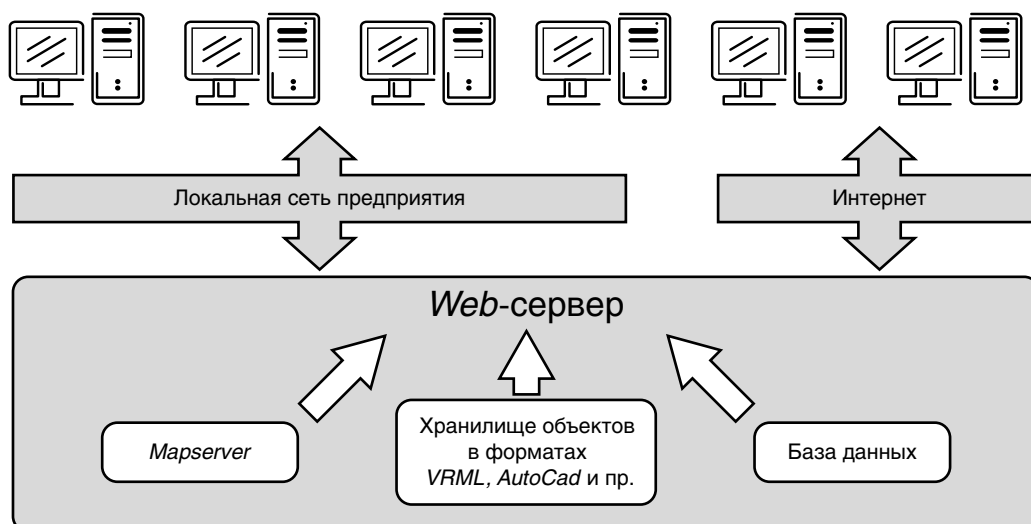 Локальная сеть предприятия
Интернет
Web-сервер
Mapserver
Хранилище объектов
в форматах
VRML, AutoCad и пр.
База данных